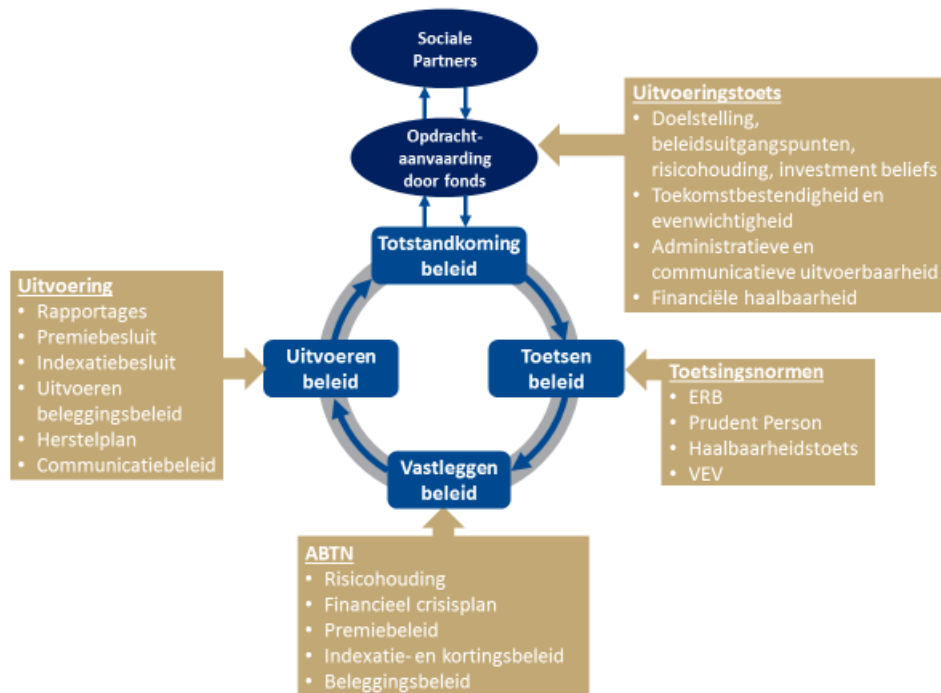 Sociale
Partners
Opdracht-
aanvaarding
door fonds
Uitvoeringstoets
• Doelstelling,
beleidsuitgangspunten,
risicohouding, investment beliefs
• Toekomstbestendigheid en
evenwichtigheid
• Administratieve en
communicatieve uitvoerbaarheid
• Financiële haalbaarheid
Totstandkoming
beleid
Uitvoering
• Rapportages
• Premiebesluit
• Indexatiebesluit
• Uitvoeren
beleggingsbeleid
• Herstelplan
• Communicatiebeleid
Uitvoeren
beleid
Toetsen
beleid
Toetsingsnormen
• ERB
• Prudent Person
• Haalbaarheidstoets
• VEV
Vastleggen
beleid
ABTN
• Risicohouding
• Financieel crisisplan
• Premiebeleid
• Indexatie- en kortingsbeleid
• Beleggingsbeleid